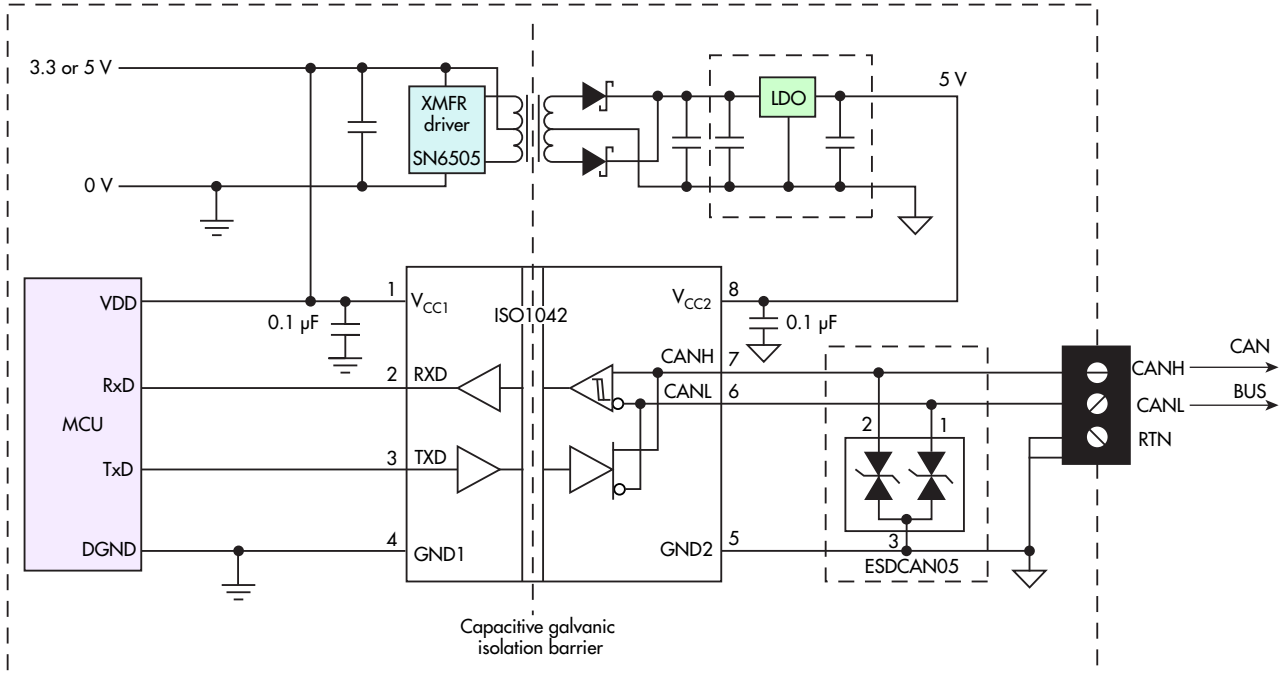 3.3 or 5 V
0 V
XMFR
driver
SN6505
LDO
5 V
VDD
RxD
MCU
TxD
DGND
0.1 µF
1
2
3
4
VCC1
RXD
TXD
GND1
ISO1042
VCC2
CANH
CANL
GND2
8
7
6
5
0.1 µF
2
1
3
ESDCAN05
CANH
CANL
RTN
CAN
BUS
Capacitive galvanic
isolation barrier